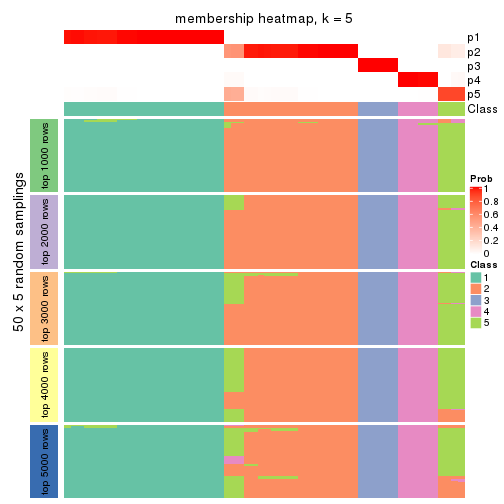 membership heatmap, k = 5
p1
p2
p3
p4
p5
Class
50 x 5 random samplings
top 1000 rows
top 2000 rows
top 3000 rows
top 4000 rows
top 5000 rows
Prob
1
0.8
0.6
0.4
0.2
0
Class
1
2
3
4
5